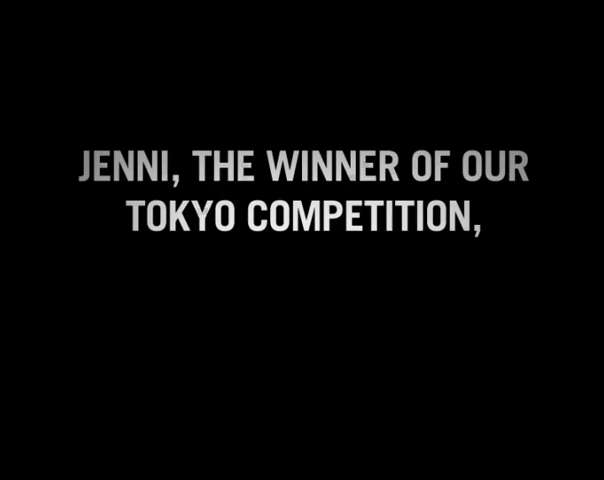 JENNI, THE WINNER OF OUR
TOKYO COMPETITION,